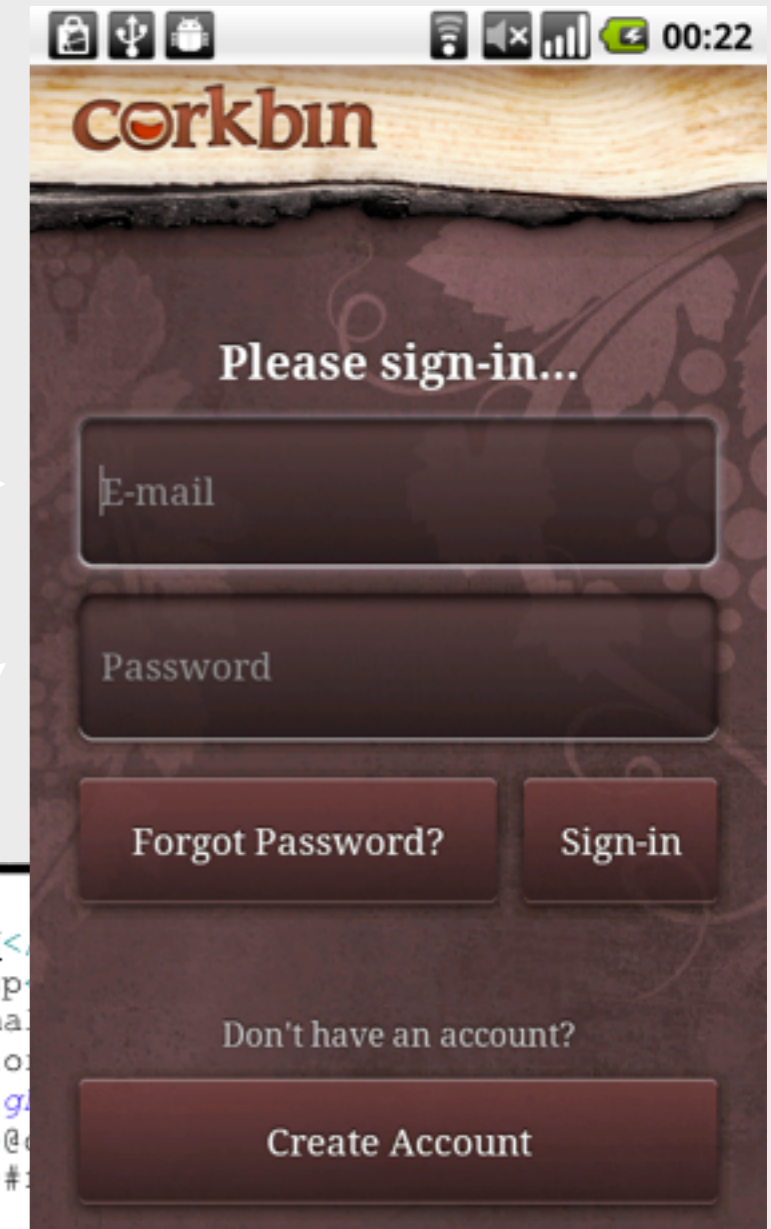 00:22
corkbin
Please sign-in...
E-mail
Password
Forgot Password? Sign-in
Don't have an account?
Create Account